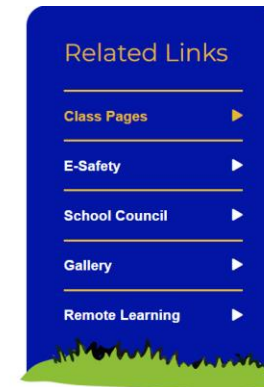 Related Links
Class Pages
E-Safety
School Council
Gallery
Remote Learning